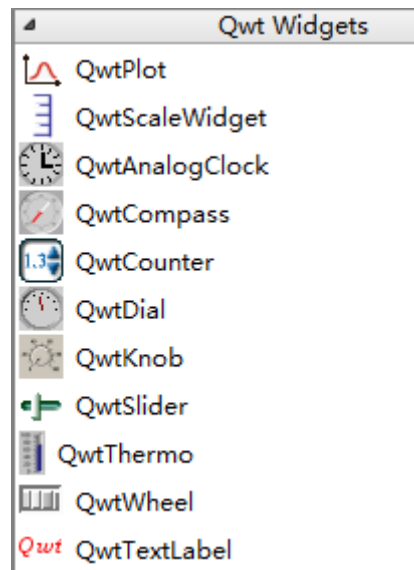 Qwt Widgets
QwtPlot
QwtScaleWidget
QwtAnalogClock
QwtCompass
1.3 QwtCounter
QwtDial
QwtKnob
QwtSlider
QwtThermo
QwtWheel
Qwt QwtTextLabel